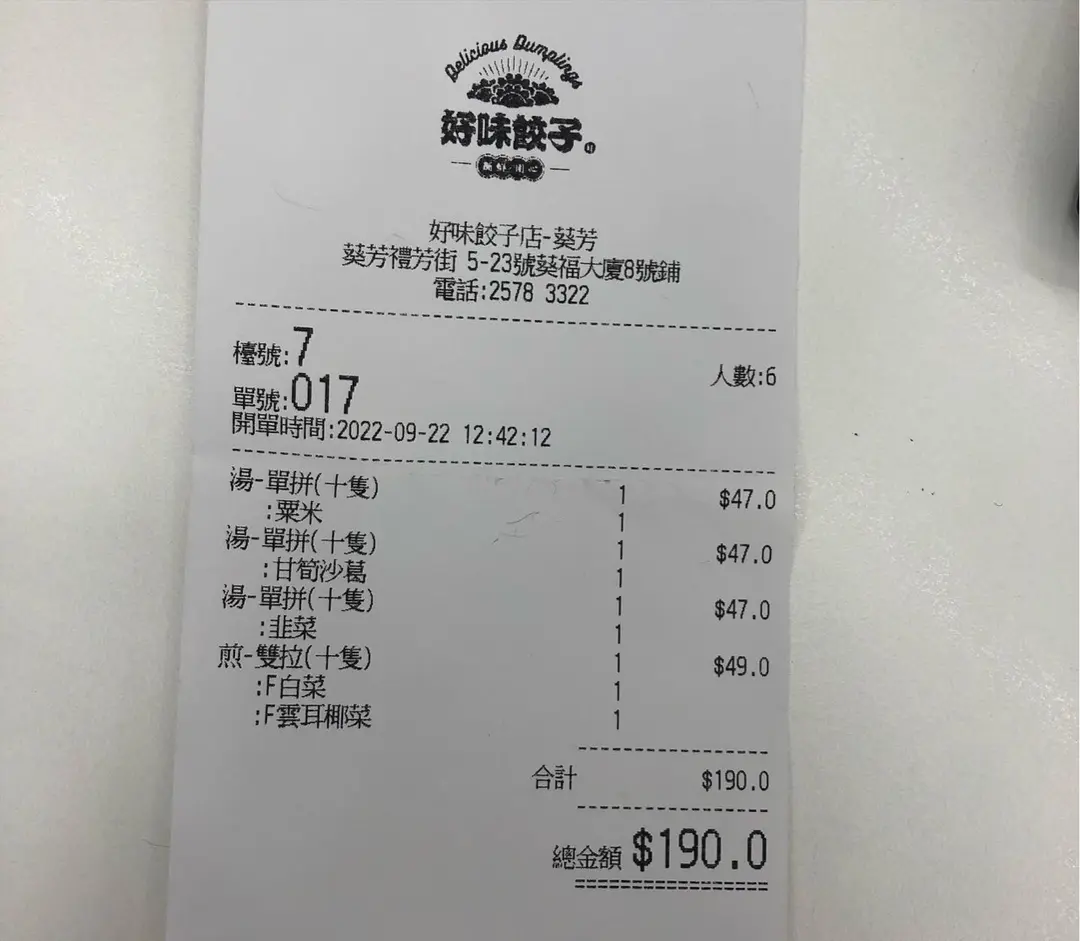 Delicious Dumplings
好味餃子
好味餃子店-葵芳
葵芳禮芳街 5-23號葵福大廈8號鋪
電話:2578 3322
檯號:7
人數:6
單號:017
開單時間:2022-09-22 12:42:12
湯-單拼(十隻) 1 $47.0
:粟米 1
湯-單拼(十隻) 1 $47.0
:甘筍沙葛 1
湯-單拼(十隻) 1 $47.0
:韭菜 1
煎-雙拉(十隻) 1 $49.0
:F白菜 1
:F雲耳椰菜 1
合計 $190.0
總金額 $190.0